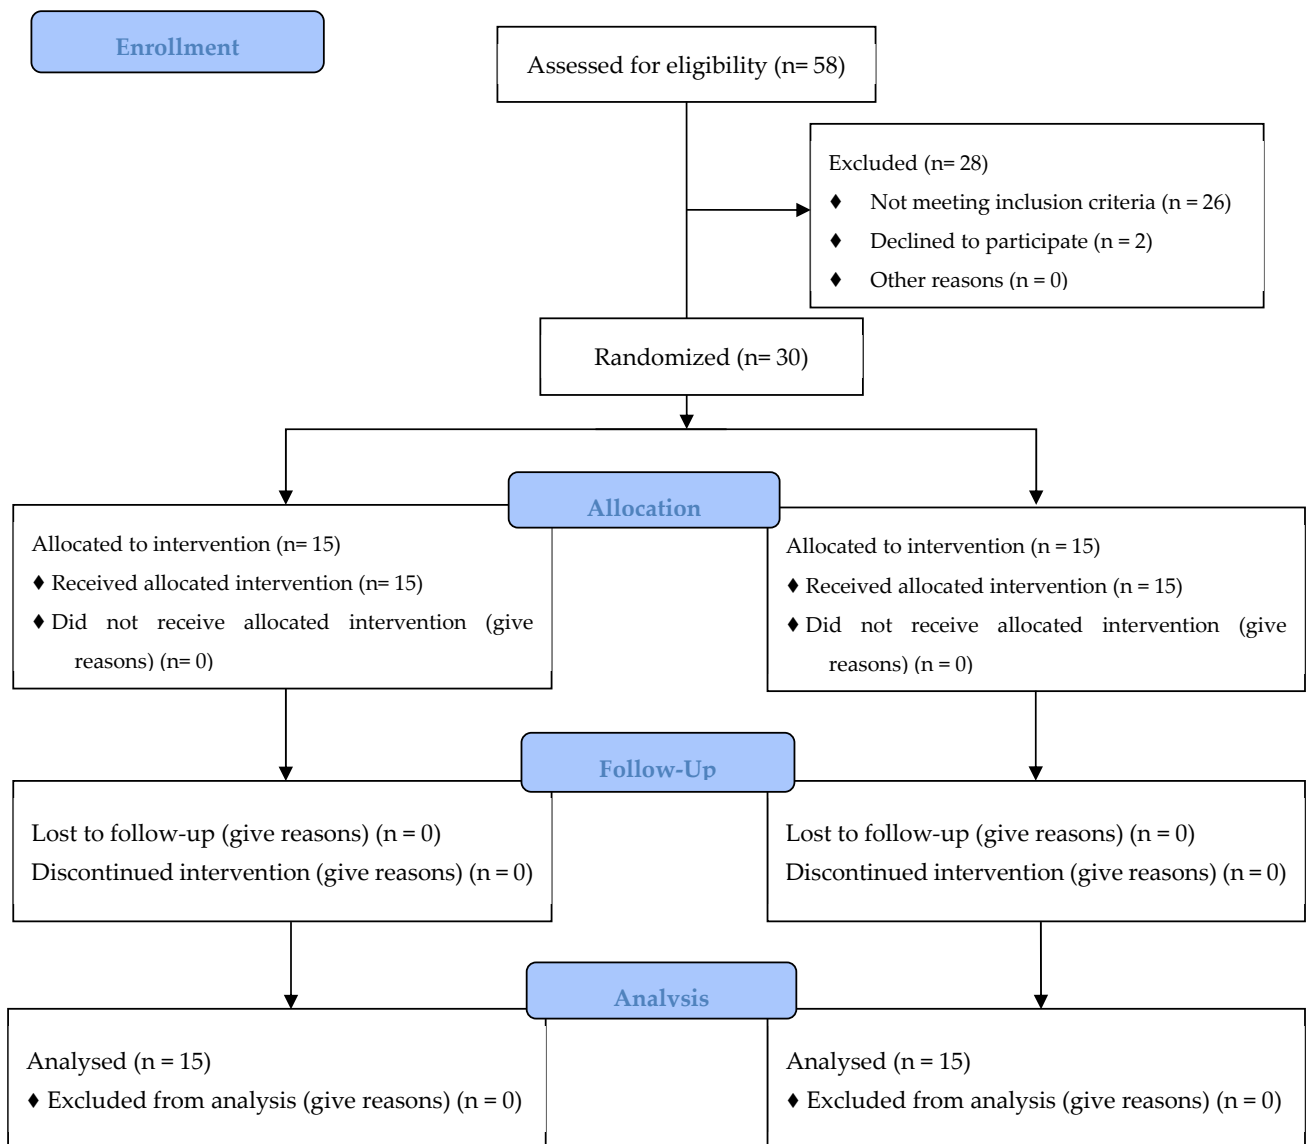 Enrollment
Assessed for eligibility (n= 58)
Excluded (n= 28)
♦ Not meeting inclusion criteria (n = 26)
♦ Declined to participate (n = 2)
♦ Other reasons (n = 0)
Randomized (n= 30)
Allocation
Allocated to intervention (n= 15)
♦ Received allocated intervention (n= 15)
♦ Did not receive allocated intervention (give
reasons) (n= 0)
Allocated to intervention (n = 15)
♦ Received allocated intervention (n = 15)
♦ Did not receive allocated intervention (give
reasons) (n = 0)
Follow-Up
Lost to follow-up (give reasons) (n = 0)
Discontinued intervention (give reasons) (n = 0)
Lost to follow-up (give reasons) (n = 0)
Discontinued intervention (give reasons) (n = 0)
Analysis
Analysed (n = 15)
♦ Excluded from analysis (give reasons) (n = 0)
Analysed (n = 15)
♦ Excluded from analysis (give reasons) (n = 0)